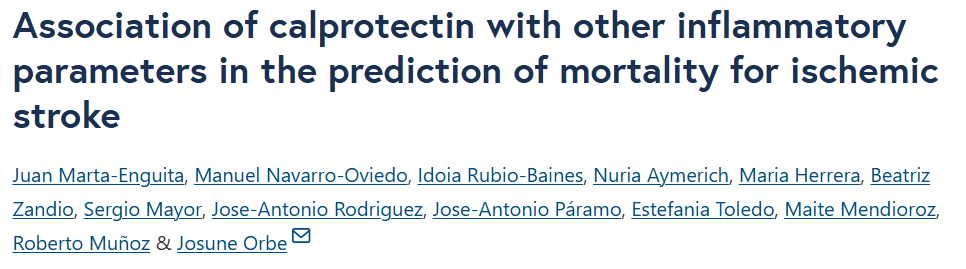 Association of calprotectin with other inflammatory
parameters in the prediction of mortality for ischemic
stroke
Juan Marta-Enguita, Manuel Navarro-Oviedo, Idoia Rubio-Baines, Nuria Aymerich, Maria Herrera, Beatriz
Zandio, Sergio Mayor, Jose-Antonio Rodriguez, Jose-Antonio Páramo, Estefania Toledo, Maite Mendioroz,
Roberto Muñoz & Josune Orbe